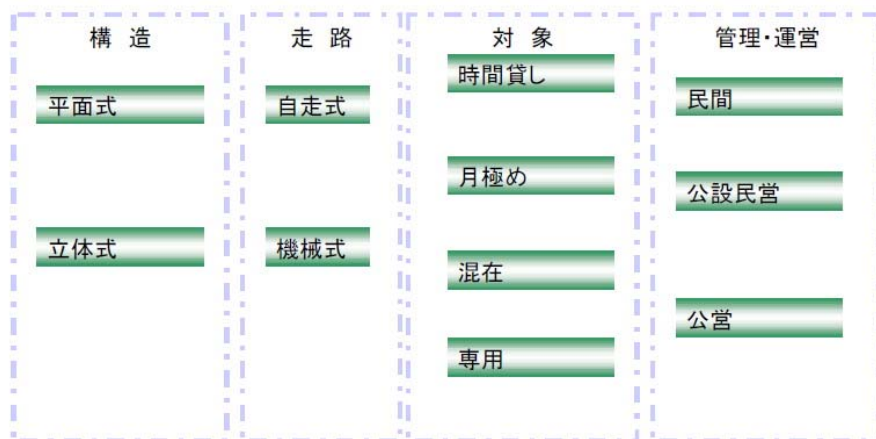 構 造
平面式
立体式
走 路
自走式
機械式
対 象
時間貸し
月極め
混在
専用
管理・運営
民間
公設民営
公営